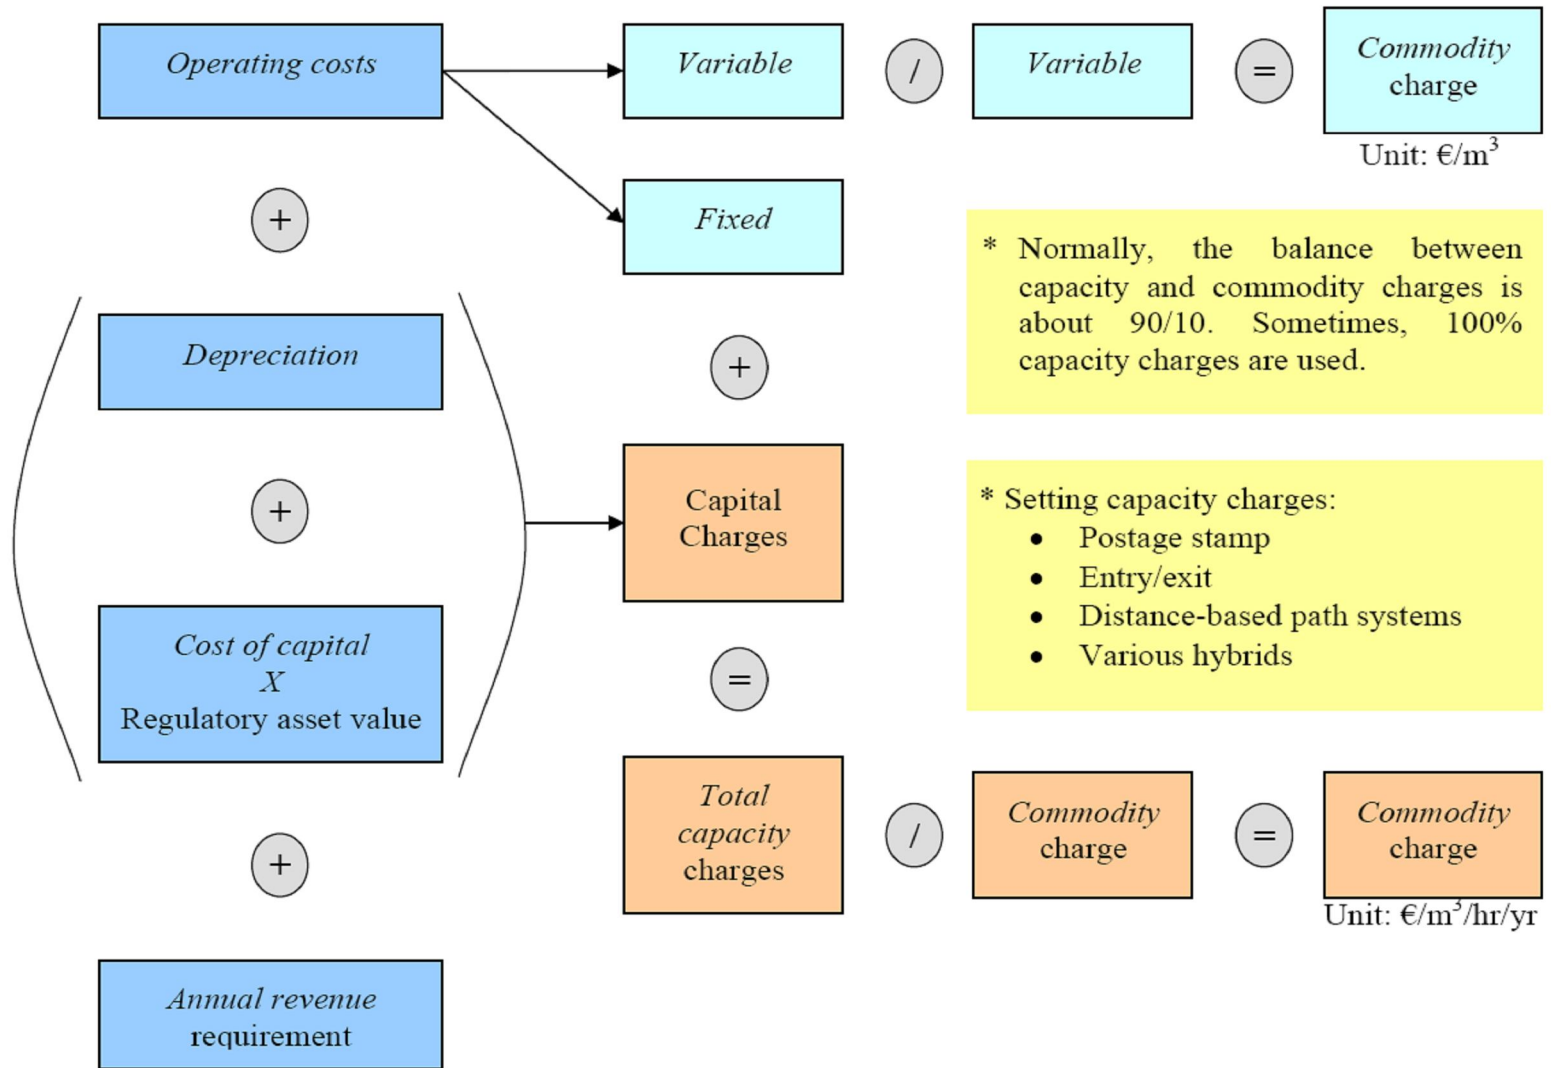 Operating costs
Variable
/
Variable
=
Commodity
charge
Unit: €/m³
+
Fixed
* Normally, the balance between
capacity and commodity charges is
about 90/10. Sometimes, 100%
capacity charges are used.
Depreciation
+
+
Capital
Charges
* Setting capacity charges:
• Postage stamp
• Entry/exit
• Distance-based path systems
• Various hybrids
Cost of capital
X
Regulatory asset value
=
Total
capacity
charges
/
Commodity
charge
=
Commodity
charge
Unit: €/m³/hr/yr
+
Annual revenue
requirement